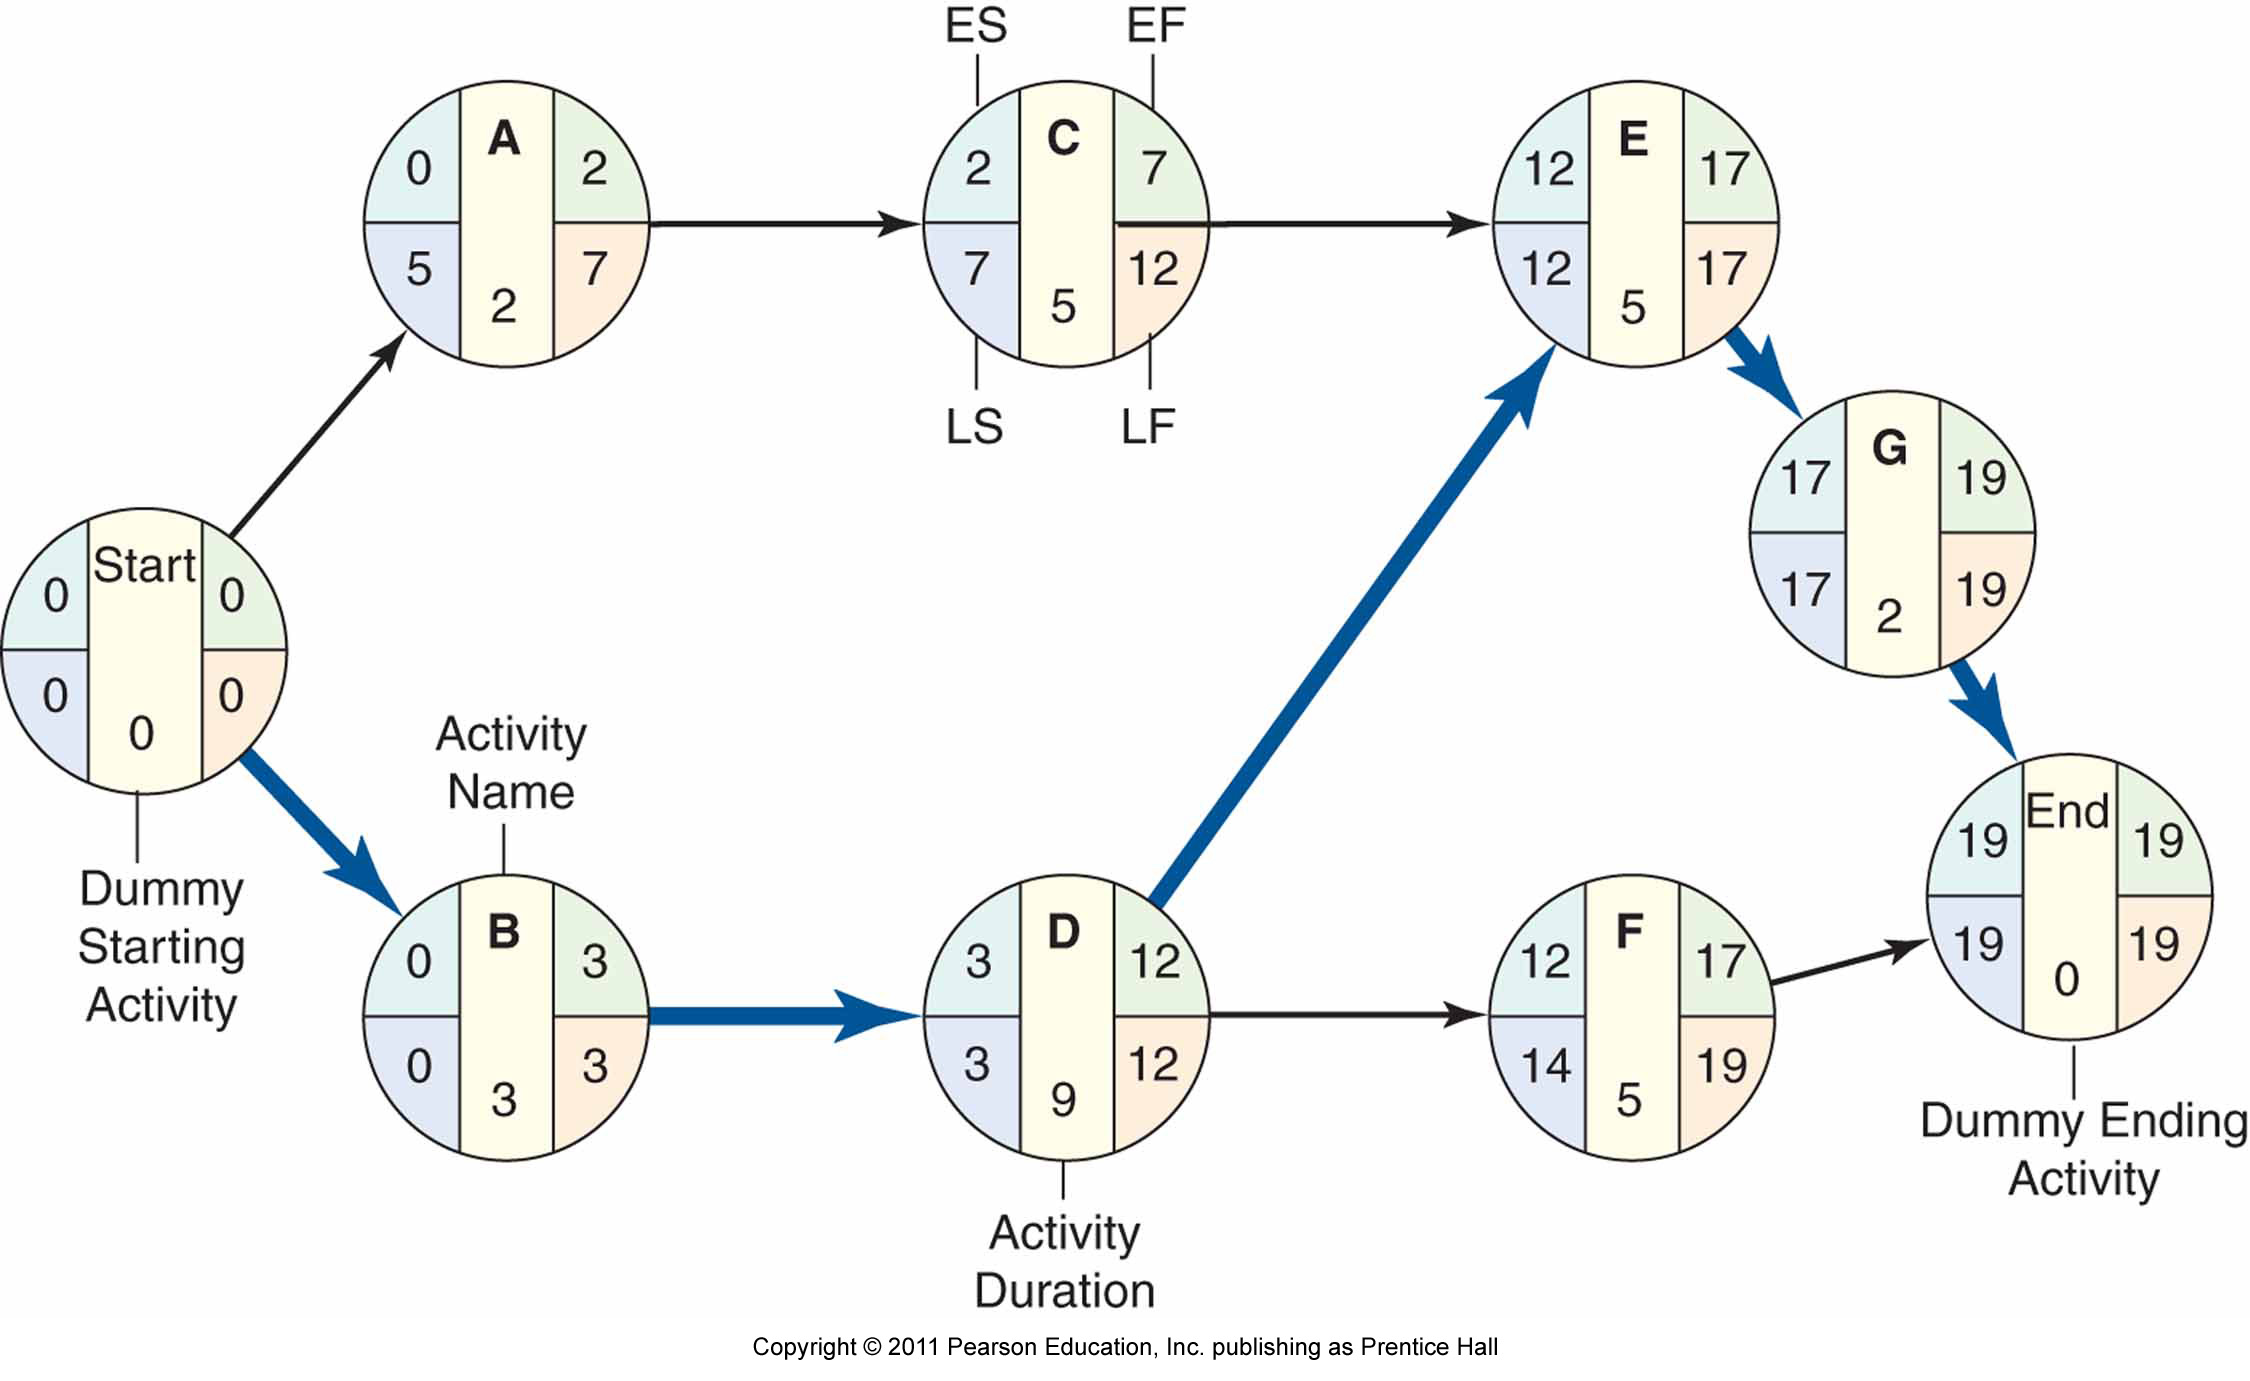 ES
EF
A
0
2
5
7
2
C
2
7
7
12
5
LS
LF
E
12
17
12
17
5
G
17
19
17
19
2
Start
0
0
0
0
0
Dummy
Starting
Activity
Activity
Name
B
0
3
0
3
3
D
3
12
3
12
9
Activity
Duration
F
12
17
14
19
5
End
19
19
19
19
0
Dummy Ending
Activity
Copyright © 2011 Pearson Education, Inc. publishing as Prentice Hall